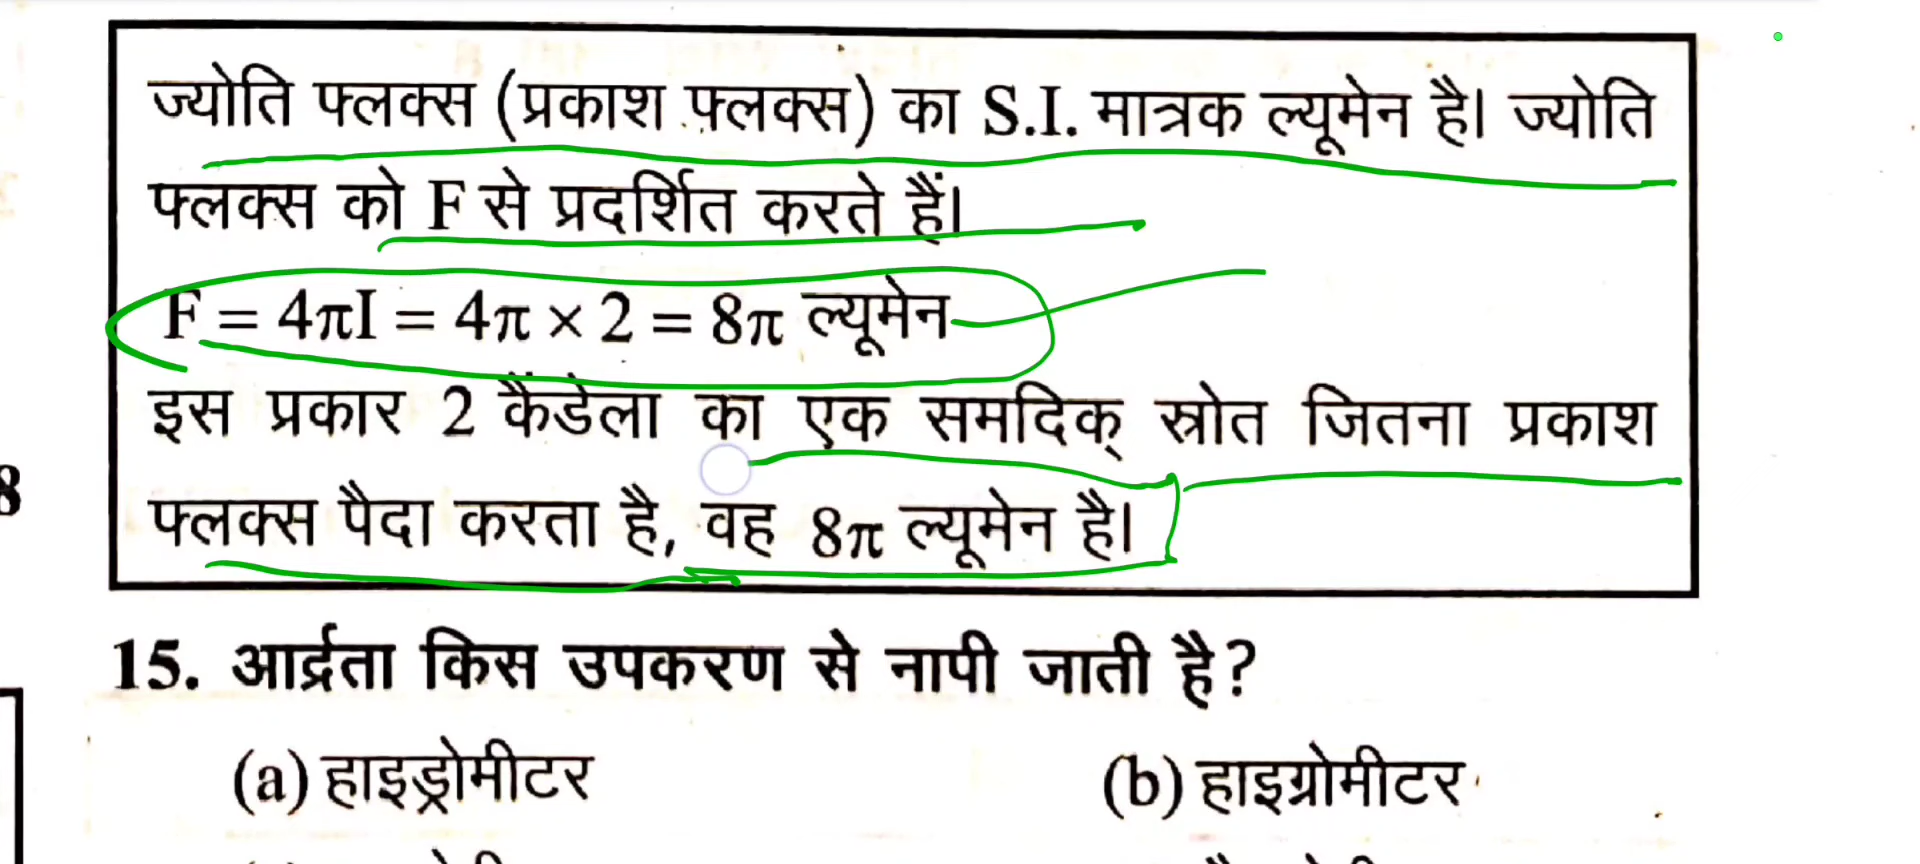 ज्योति फ्लक्स (प्रकाश फ्लक्स) का S.I. मात्रक ल्यूमेन है। ज्योति
फ्लक्स को F से प्रदर्शित करते हैं।
F = 4πI = 4π × 2 = 8π ल्यूमेन
इस प्रकार 2 कैंडेला का एक समदिक् स्रोत जितना प्रकाश
फ्लक्स पैदा करता है, वह 8π ल्यूमेन है।
8
15. आर्द्रता किस उपकरण से नापी जाती है?
(a) हाइड्रोमीटर (b) हाइग्रोमीटर